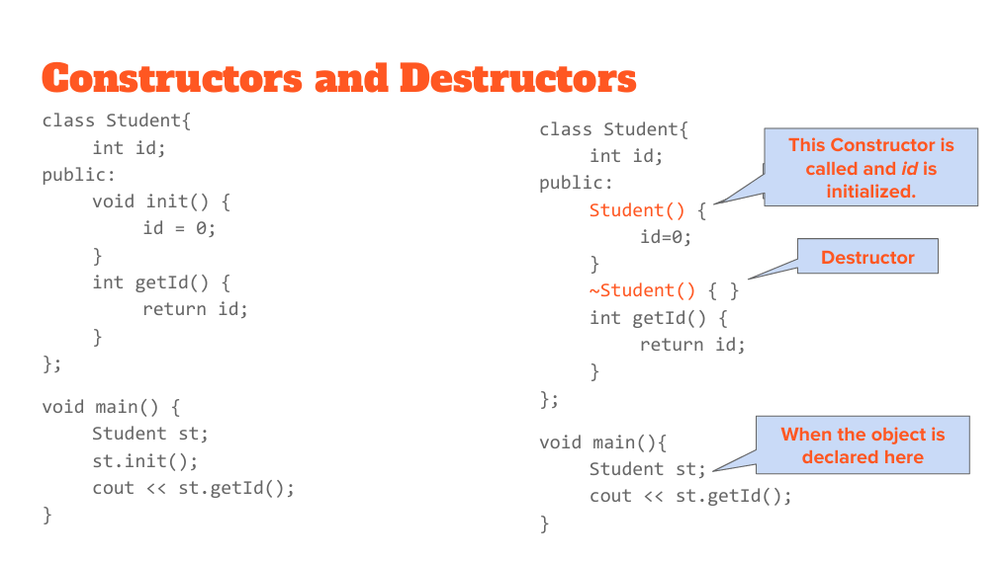 Constructors and Destructors
class Student{
int id;
public:
void init() {
id = 0;
}
int getId() {
return id;
}
};
void main() {
Student st;
st.init();
cout << st.getId();
}
class Student{
int id;
public:
Student() {
id=0;
}
~Student() { }
int getId() {
return id;
}
};
void main(){
Student st;
cout << st.getId();
}
This Constructor is
called and id is
initialized.
Destructor
When the object is
declared here